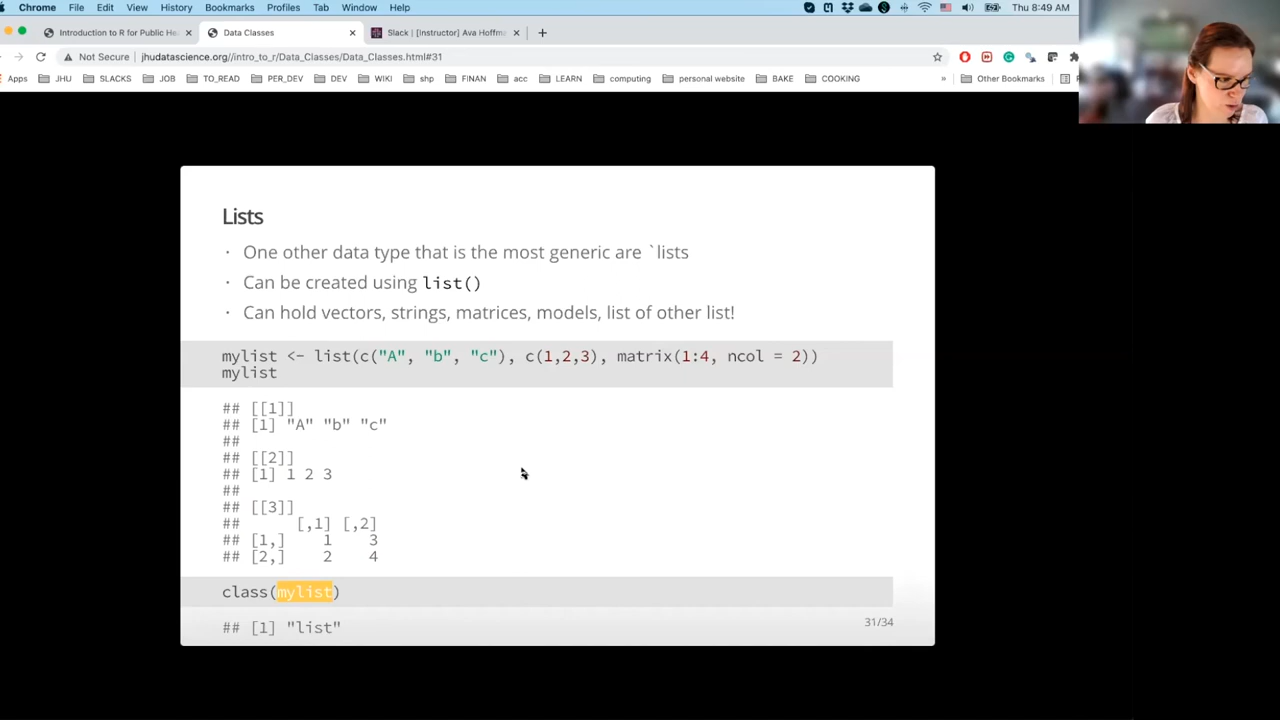 Chrome File Edit View History Bookmarks Profiles Tab Window Help Thu 8:49 AM
Introduction to R for Public He Data Classes Slack | [Instructor] Ava Hoffma
Not Secure jhudatascience.org//intro_to_r/Data_Classes/Data_Classes.html#31
Apps JHU SLACKS JOB TO_READ PER_DEV DEV WIKI shp FINAN acc LEARN computing personal website BAKE COOKING » Other Bookmarks
Lists
· One other data type that is the most generic are `lists
· Can be created using list()
· Can hold vectors, strings, matrices, models, list of other list!
mylist <- list(c("A", "b", "c"), c(1,2,3), matrix(1:4, ncol = 2))
mylist
## [[1]]
## [1] "A" "b" "c"
##
## [[2]]
## [1] 1 2 3
##
## [[3]]
## [,1] [,2]
## [1,] 1 3
## [2,] 2 4
class(mylist)
## [1] "list"
31/34